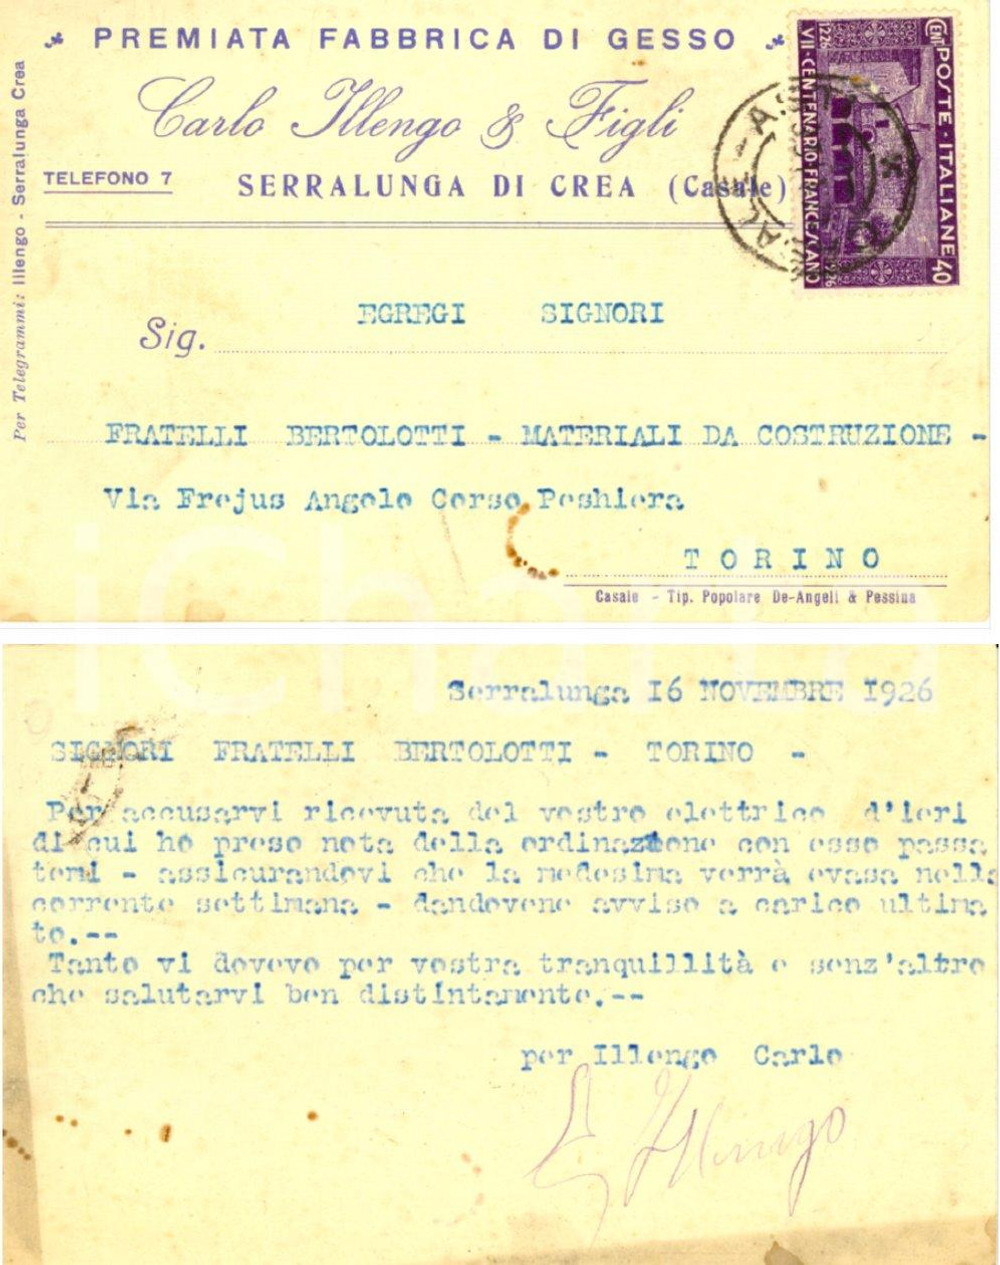 PREMIATA FABBRICA DI GESSO
Carlo Illengo & Figli
TELEFONO 7
SERRALUNGA DI CREA (Casale)
Per Telegrammi: Illengo - Serralunga Crea
POSTE · ITALIANE
CENT 40
1226 VII · CENTENARIO · FRANCESCANO 1926
EGREGI SIGNORI
Sig.
FRATELLI BERTOLOTTI - MATERIALI DA COSTRUZIONE -
Via Frejus Angolo Corso Peshiera
TORINO
Casale - Tip. Popolare De-Angeli & Pessina
iCharta
Serralunga 16 NOVEMBRE 1926
SIGNORI FRATELLI BERTOLOTTI - TORINO -
Per accusarvi ricevuta del vostro elettrico d'ieri
di cui ho preso nota della ordinazione con esso passa
temi - assicurandovi che la medesima verrà evasa nella
corrente settimana - dandovene avviso a carico ultima
to.--
Tanto vi dovevo per vostra tranquillità e senz'altro
che salutarvi ben distintamente.--
per Illengo Carlo
Illengo